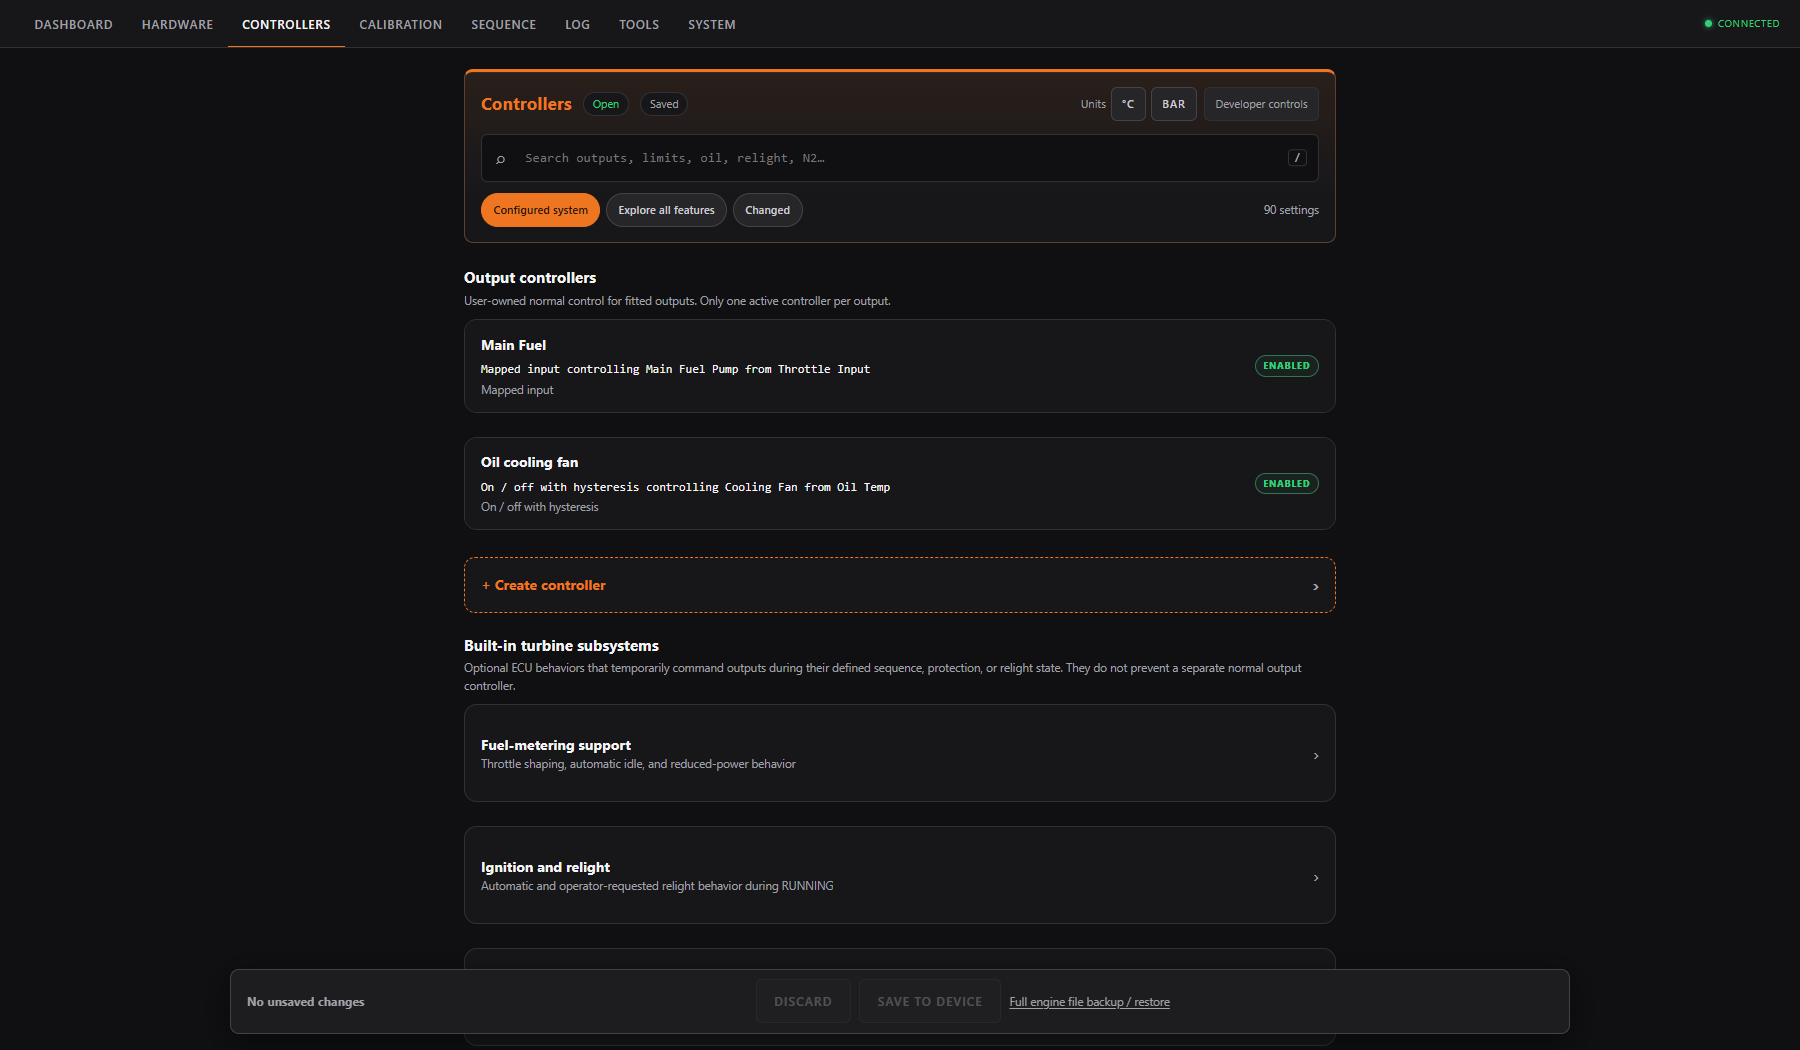 DASHBOARD HARDWARE CONTROLLERS CALIBRATION SEQUENCE LOG TOOLS SYSTEM CONNECTED
Controllers Open Saved Units °C BAR Developer controls
Search outputs, limits, oil, relight, N2… /
Configured system Explore all features Changed 90 settings
Output controllers
User-owned normal control for fitted outputs. Only one active controller per output.
Main Fuel
Mapped input controlling Main Fuel Pump from Throttle Input
ENABLED
Mapped input
Oil cooling fan
On / off with hysteresis controlling Cooling Fan from Oil Temp
ENABLED
On / off with hysteresis
+ Create controller ›
Built-in turbine subsystems
Optional ECU behaviors that temporarily command outputs during their defined sequence, protection, or relight state. They do not prevent a separate normal output
controller.
Fuel-metering support
Throttle shaping, automatic idle, and reduced-power behavior
›
Ignition and relight
Automatic and operator-requested relight behavior during RUNNING
›
No unsaved changes DISCARD SAVE TO DEVICE Full engine file backup / restore